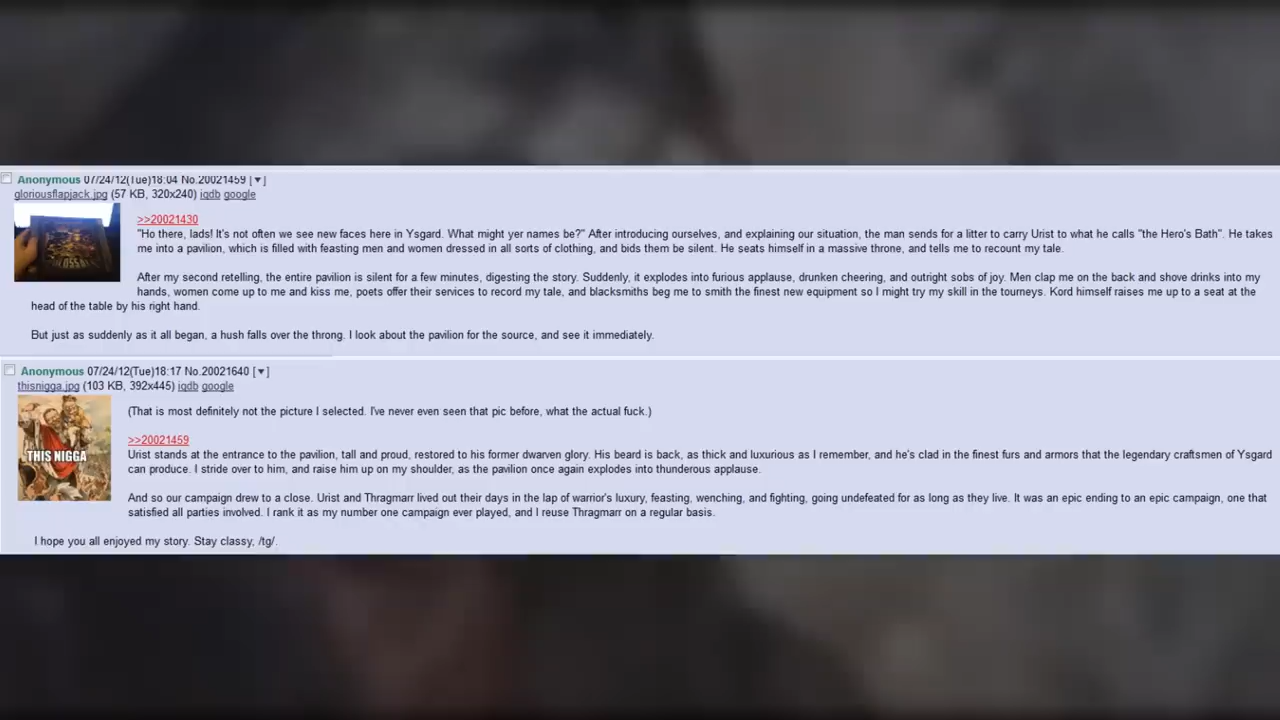 Anonymous 07/24/12(Tue)18:04 No.20021459 [▼]
gloriousflapjack.jpg (57 KB, 320x240) iqdb google
>>20021430
"Ho there, lads! It's not often we see new faces here in Ysgard. What might yer names be?" After introducing ourselves, and explaining our situation, the man sends for a litter to carry Urist to what he calls "the Hero's Bath". He takes
me into a pavilion, which is filled with feasting men and women dressed in all sorts of clothing, and bids them be silent. He seats himself in a massive throne, and tells me to recount my tale.
After my second retelling, the entire pavilion is silent for a few minutes, digesting the story. Suddenly, it explodes into furious applause, drunken cheering, and outright sobs of joy. Men clap me on the back and shove drinks into my
hands, women come up to me and kiss me, poets offer their services to record my tale, and blacksmiths beg me to smith the finest new equipment so I might try my skill in the tourneys. Kord himself raises me up to a seat at the
head of the table by his right hand.
But just as suddenly as it all began, a hush falls over the throng. I look about the pavilion for the source, and see it immediately.
Anonymous 07/24/12(Tue)18:17 No.20021640 [▼]
thisnigga.jpg (103 KB, 392x445) iqdb google
(That is most definitely not the picture I selected. I've never even seen that pic before, what the actual fuck.)
THIS NIGGA
>>20021459
Urist stands at the entrance to the pavilion, tall and proud, restored to his former dwarven glory. His beard is back, as thick and luxurious as I remember, and he's clad in the finest furs and armors that the legendary craftsmen of Ysgard
can produce. I stride over to him, and raise him up on my shoulder, as the pavilion once again explodes into thunderous applause.
And so our campaign drew to a close. Urist and Thragmarr lived out their days in the lap of warrior's luxury, feasting, wenching, and fighting, going undefeated for as long as they live. It was an epic ending to an epic campaign, one that
satisfied all parties involved. I rank it as my number one campaign ever played, and I reuse Thragmarr on a regular basis.
I hope you all enjoyed my story. Stay classy, /tg/.